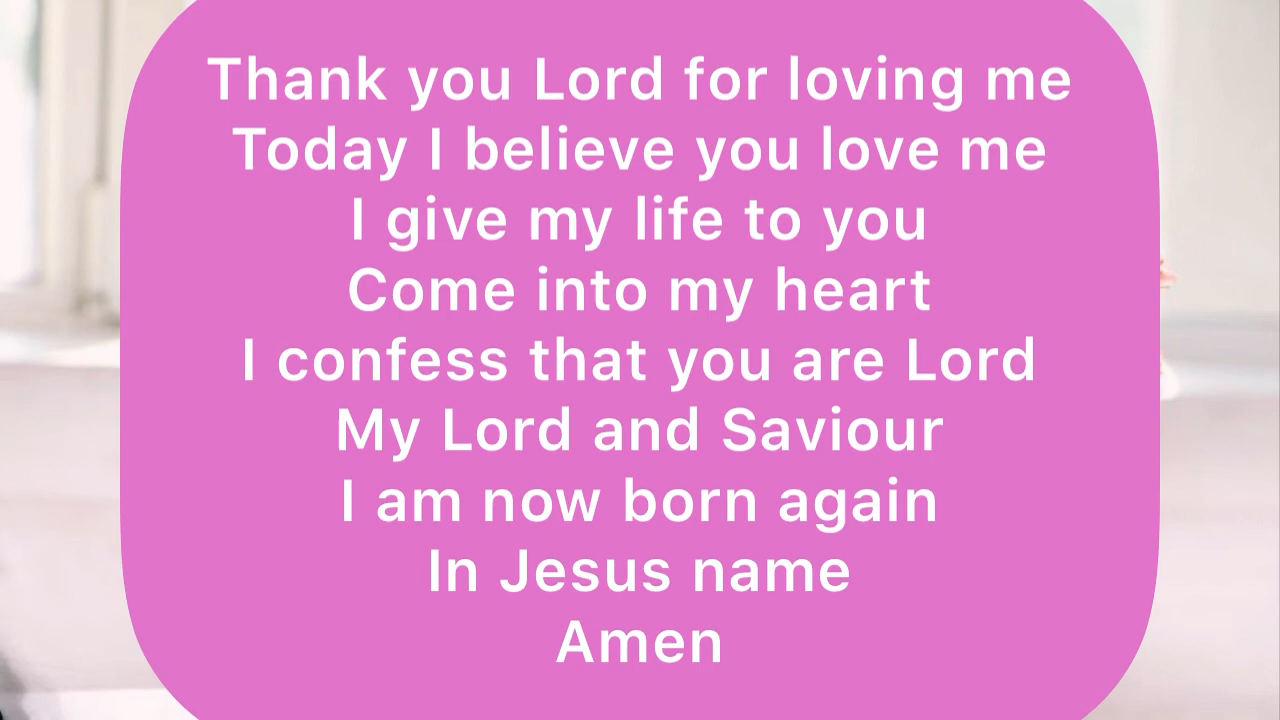 Thank you Lord for loving me
Today I believe you love me
I give my life to you
Come into my heart
I confess that you are Lord
My Lord and Saviour
I am now born again
In Jesus name
Amen